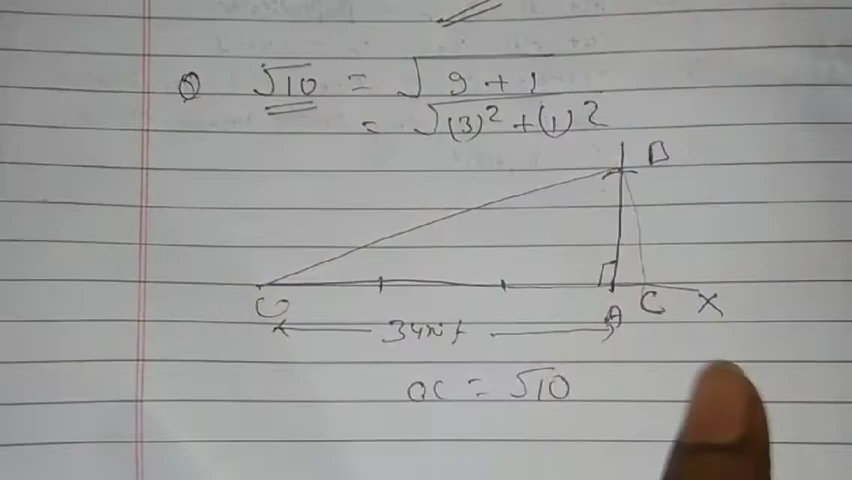 Q √10 = √9 + 1
= √(3)² + (1)²
B
O A C X
3 unit
OC = √10